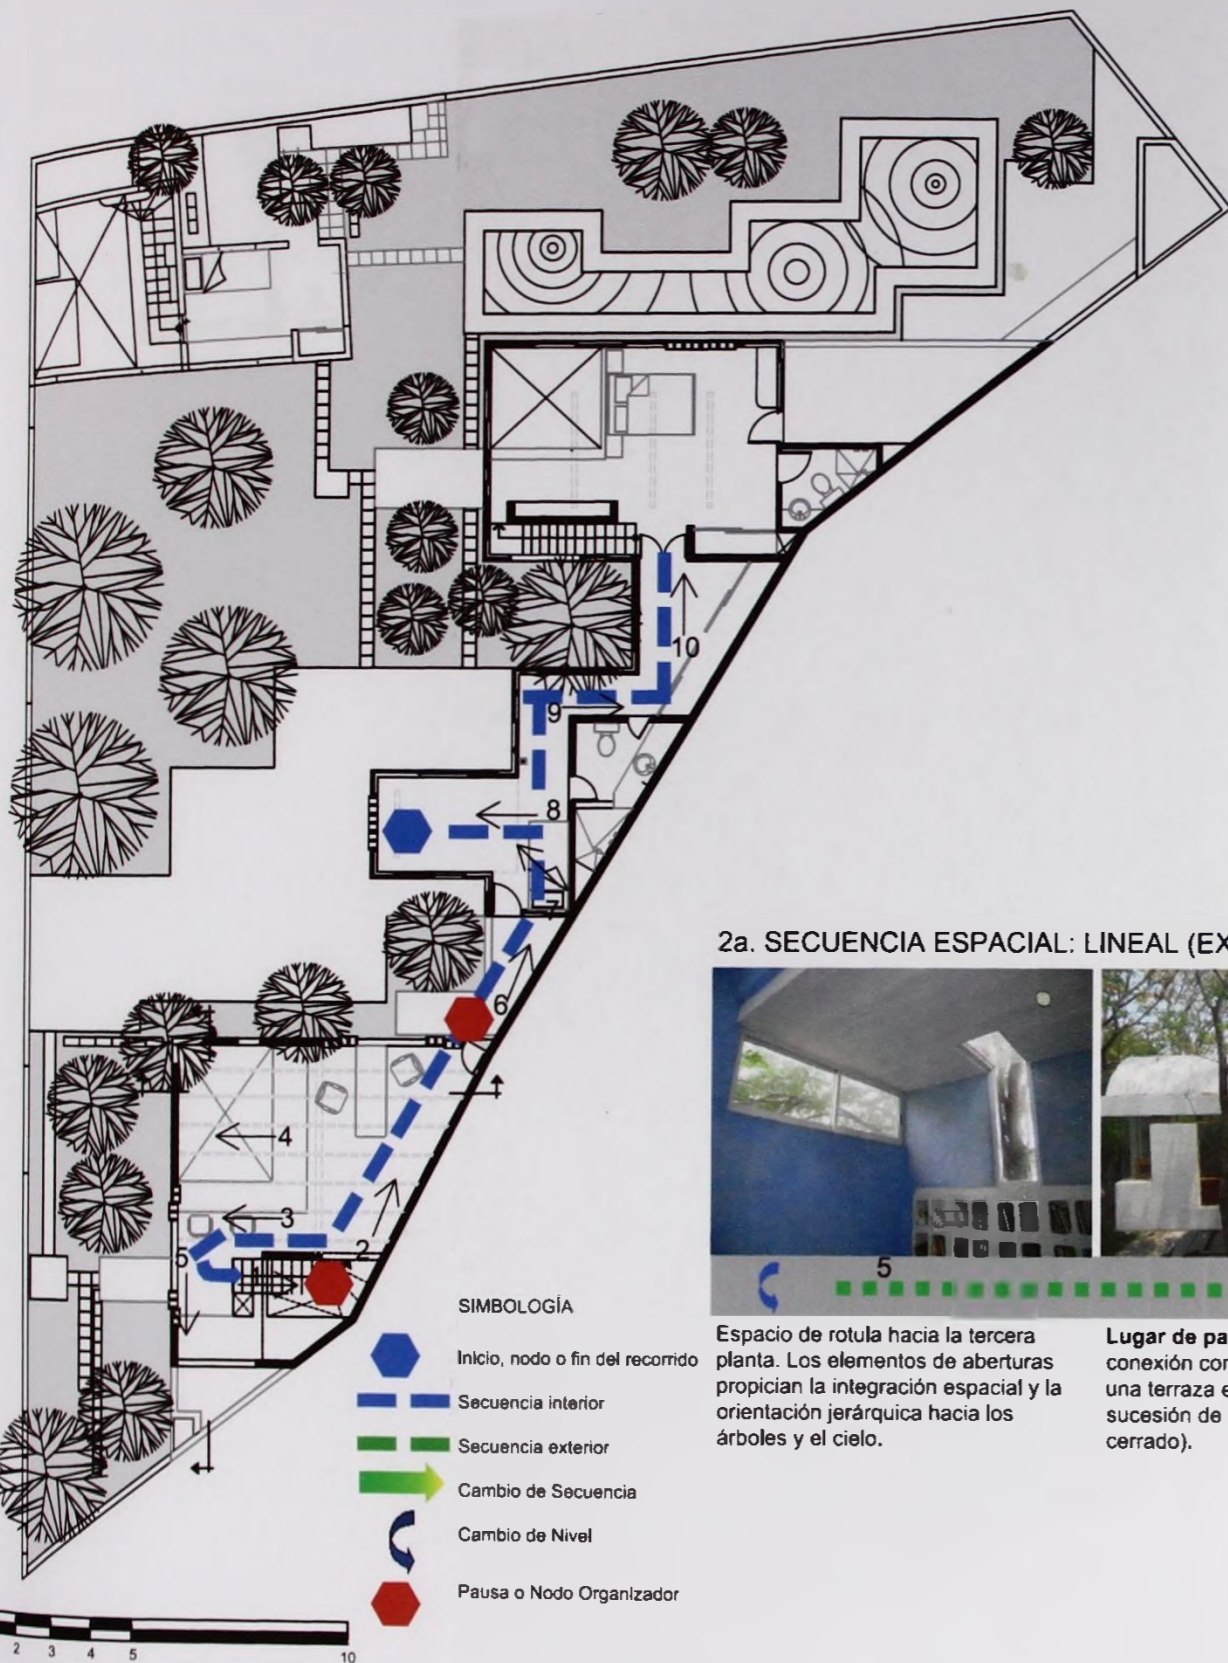 10
9
8
7
6
4
3
2
5
1
2a. SECUENCIA ESPACIAL: LINEAL (EX
5
Espacio de rotula hacia la tercera
planta. Los elementos de aberturas
propician la integración espacial y la
orientación jerárquica hacia los
árboles y el cielo.
Lugar de pa
conexión con
una terraza e
sucesión de
cerrado).
SIMBOLOGÍA
Inicio, nodo o fin del recorrido
Secuencia interior
Secuencia exterior
Cambio de Secuencia
Cambio de Nivel
Pausa o Nodo Organizador
2 3 4 5 10